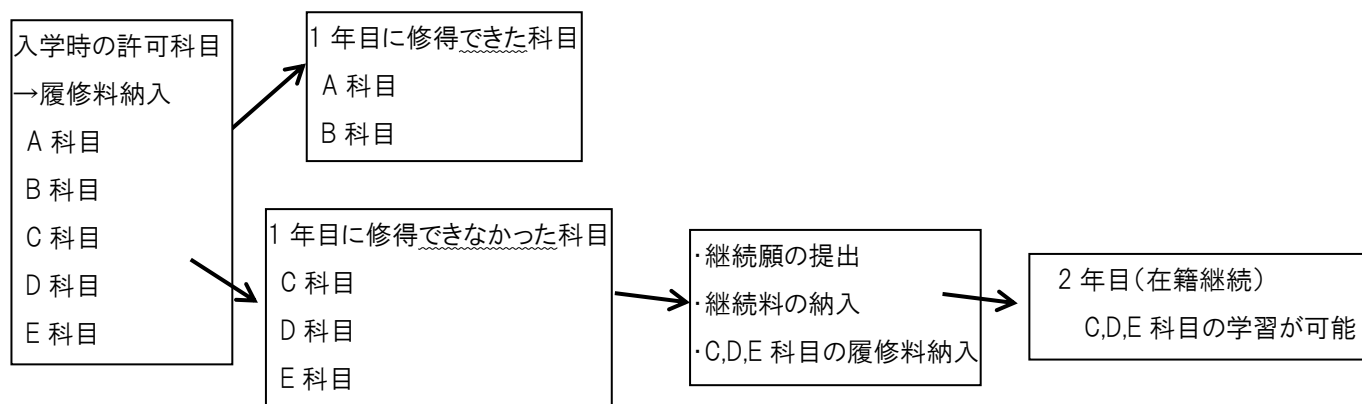 入学時の許可科目
→履修料納入
A 科目
B 科目
C 科目
D 科目
E 科目
1 年目に修得できた科目
A 科目
B 科目
1 年目に修得できなかった科目
C 科目
D 科目
E 科目
・継続願の提出
・継続料の納入
・C,D,E 科目の履修料納入
2 年目(在籍継続)
C,D,E 科目の学習が可能